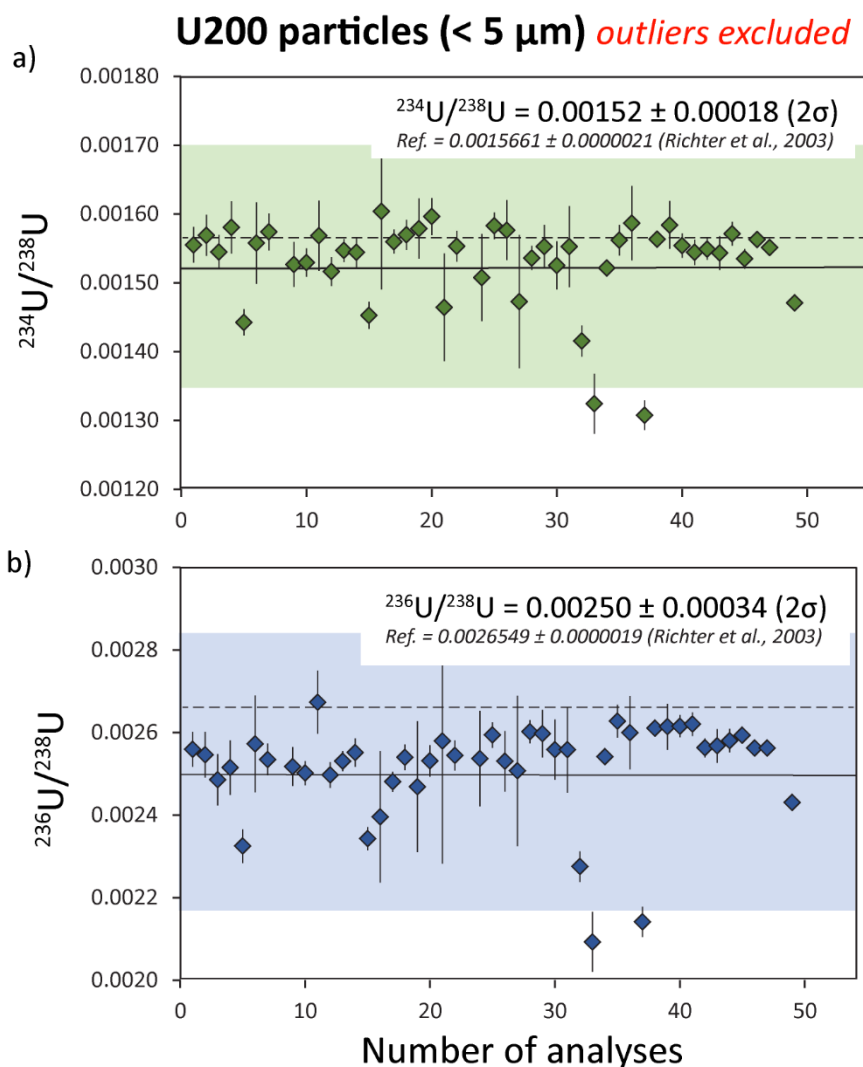 U200 particles (< 5 µm) outliers excluded
a)
0.00180
0.00170
0.00160
0.00150
0.00140
0.00130
0.00120
²³⁴U/²³⁸U
²³⁴U/²³⁸U = 0.00152 ± 0.00018 (2σ)
Ref. = 0.0015661 ± 0.0000021 (Richter et al., 2003)
0 10 20 30 40 50
b)
0.0030
0.0028
0.0026
0.0024
0.0022
0.0020
²³⁶U/²³⁸U
²³⁶U/²³⁸U = 0.00250 ± 0.00034 (2σ)
Ref. = 0.0026549 ± 0.0000019 (Richter et al., 2003)
0 10 20 30 40 50
Number of analyses